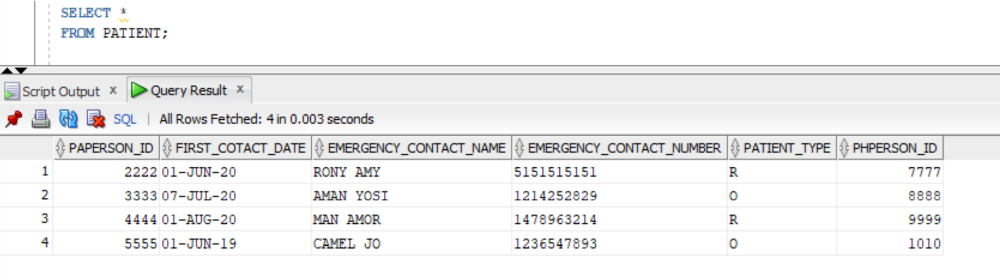 SELECT *
FROM PATIENT;
Script Output x Query Result x
SQL | All Rows Fetched: 4 in 0.003 seconds
PAPERSON_ID FIRST_COTACT_DATE EMERGENCY_CONTACT_NAME EMERGENCY_CONTACT_NUMBER PATIENT_TYPE PHPERSON_ID
1 2222 01-JUN-20 RONY AMY 5151515151 R 7777
2 3333 07-JUL-20 AMAN YOSI 1214252829 O 8888
3 4444 01-AUG-20 MAN AMOR 1478963214 R 9999
4 5555 01-JUN-19 CAMEL JO 1236547893 O 1010